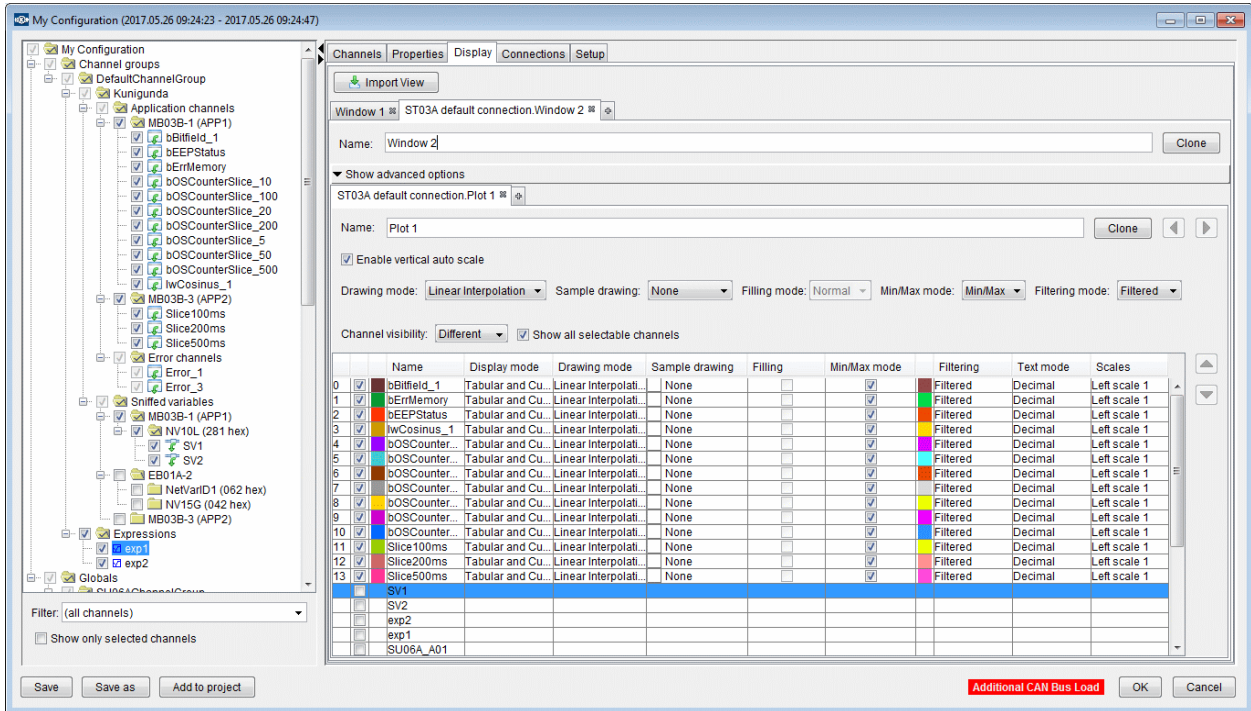 My Configuration (2017.05.26 09:24:23 - 2017.05.26 09:24:47)
My Configuration
Channel groups
DefaultChannelGroup
Kunigunda
Application channels
MB03B-1 (APP1)
bBitfield_1
bEEPStatus
bErrMemory
bOSCounterSlice_10
bOSCounterSlice_100
bOSCounterSlice_20
bOSCounterSlice_200
bOSCounterSlice_5
bOSCounterSlice_50
bOSCounterSlice_500
lwCosinus_1
MB03B-3 (APP2)
Slice100ms
Slice200ms
Slice500ms
Error channels
Error_1
Error_3
Sniffed variables
MB03B-1 (APP1)
NV10L (281 hex)
SV1
SV2
EB01A-2
NetVarID1 (062 hex)
NV15G (042 hex)
MB03B-3 (APP2)
Expressions
exp1
exp2
Globals
SU06AChannelGroup
Filter: (all channels)
Show only selected channels
Channels Properties Display Connections Setup
Import View
Window 1 ST03A default connection.Window 2
Name: Window 2 Clone
Show advanced options
ST03A default connection.Plot 1
Name: Plot 1 Clone
Enable vertical auto scale
Drawing mode: Linear Interpolation Sample drawing: None Filling mode: Normal Min/Max mode: Min/Max Filtering mode: Filtered
Channel visibility: Different Show all selectable channels
Name Display mode Drawing mode Sample drawing Filling Min/Max mode Filtering Text mode Scales
0 bBitfield_1 Tabular and Cu... Linear Interpolati... None Filtered Decimal Left scale 1
1 bErrMemory Tabular and Cu... Linear Interpolati... None Filtered Decimal Left scale 1
2 bEEPStatus Tabular and Cu... Linear Interpolati... None Filtered Decimal Left scale 1
3 lwCosinus_1 Tabular and Cu... Linear Interpolati... None Filtered Decimal Left scale 1
4 bOSCounter... Tabular and Cu... Linear Interpolati... None Filtered Decimal Left scale 1
5 bOSCounter... Tabular and Cu... Linear Interpolati... None Filtered Decimal Left scale 1
6 bOSCounter... Tabular and Cu... Linear Interpolati... None Filtered Decimal Left scale 1
7 bOSCounter... Tabular and Cu... Linear Interpolati... None Filtered Decimal Left scale 1
8 bOSCounter... Tabular and Cu... Linear Interpolati... None Filtered Decimal Left scale 1
9 bOSCounter... Tabular and Cu... Linear Interpolati... None Filtered Decimal Left scale 1
10 bOSCounter... Tabular and Cu... Linear Interpolati... None Filtered Decimal Left scale 1
11 Slice100ms Tabular and Cu... Linear Interpolati... None Filtered Decimal Left scale 1
12 Slice200ms Tabular and Cu... Linear Interpolati... None Filtered Decimal Left scale 1
13 Slice500ms Tabular and Cu... Linear Interpolati... None Filtered Decimal Left scale 1
SV1
SV2
exp2
exp1
SU06A_A01
Save Save as Add to project Additional CAN Bus Load OK Cancel